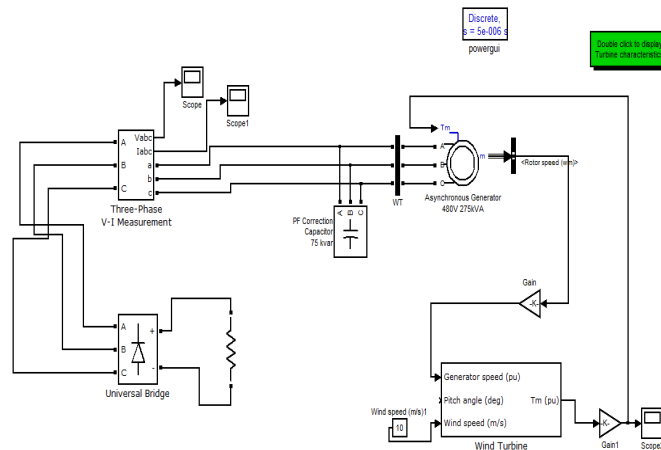 Discrete,
s = 5e-006 s
powergui
Double click to display
Turbine characteristics
Scope
Scope1
Vabc
Iabc
A
B
C
a
b
c
Three-Phase
V-I Measurement
A B C
PF Correction
Capacitor
75 kvar
WT
Tm
A
B
C
m
<Rotor speed (wm)>
Asynchronous Generator
480V 275kVA
Gain
-K-
A
B
C
+
-
Universal Bridge
Wind speed (m/s)1
10
Generator speed (pu)
Pitch angle (deg)
Wind speed (m/s)
Tm (pu)
Wind Turbine
-K-
Gain1